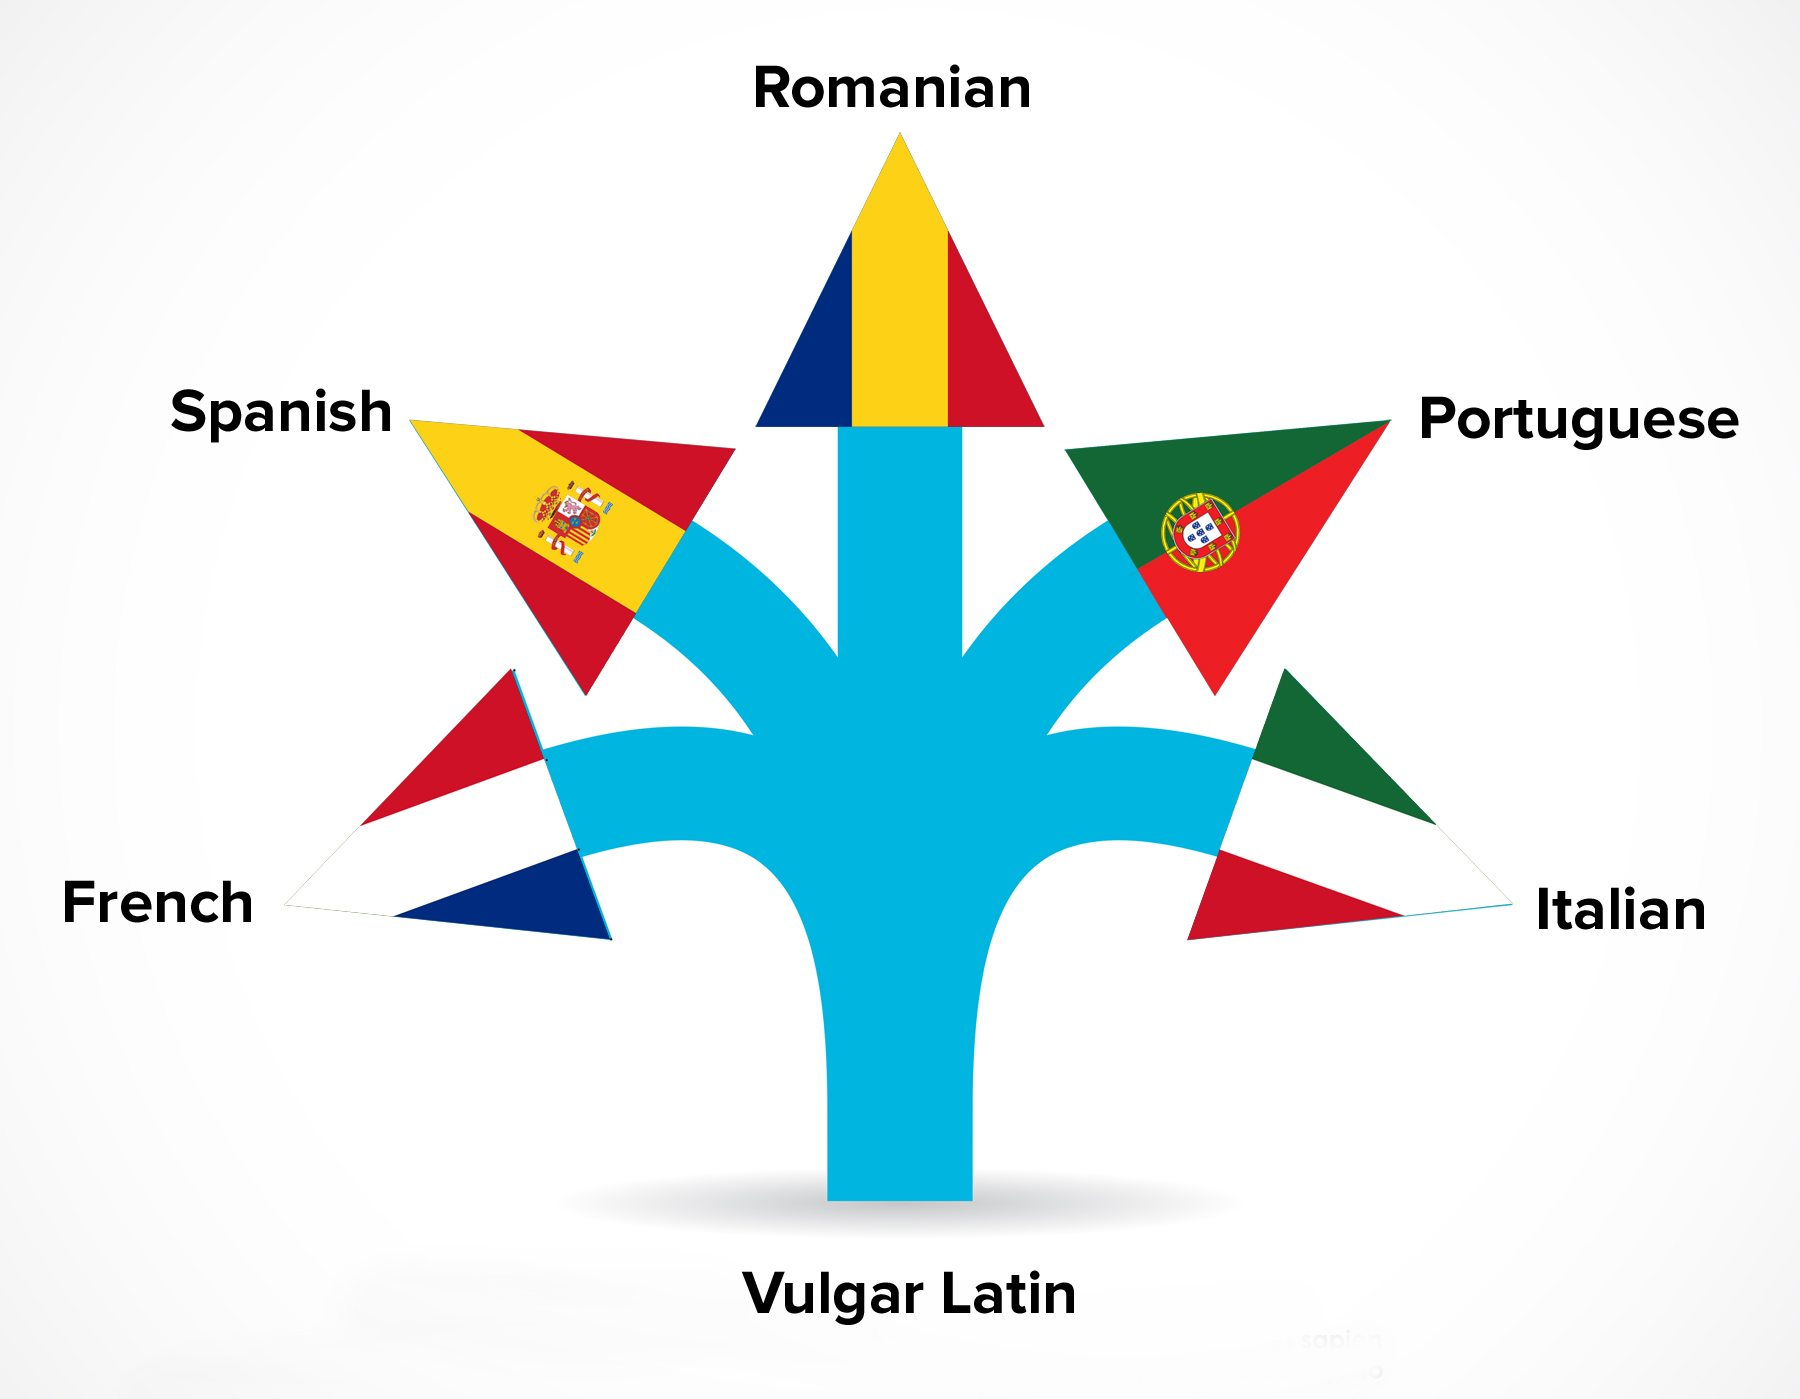 Romanian
Spanish
Portuguese
French
Italian
Vulgar Latin